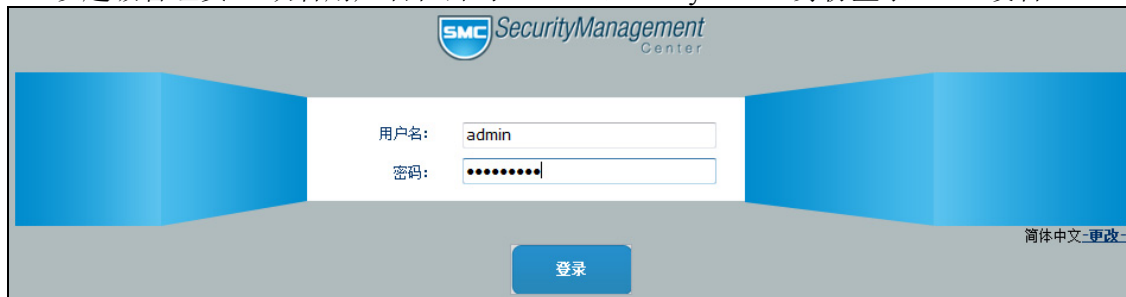 SMC SecurityManagement
Center
用户名: admin
密码: •••••••••
简体中文-更改-
登录